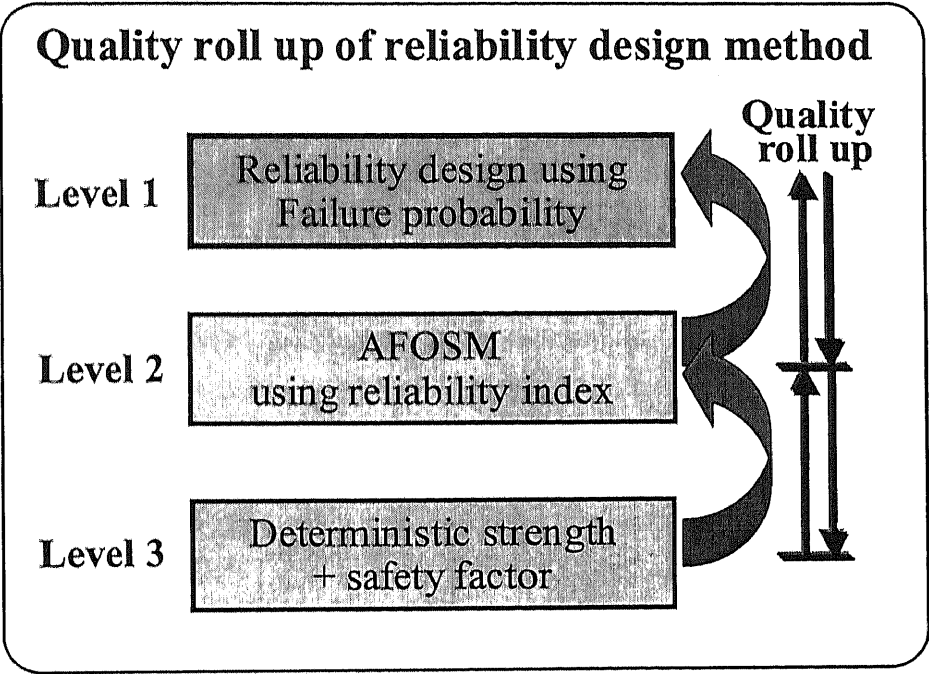 Quality roll up of reliability design method
Quality
roll up
Level 1
Reliability design using
Failure probability
Level 2
AFOSM
using reliability index
Level 3
Deterministic strength
+ safety factor